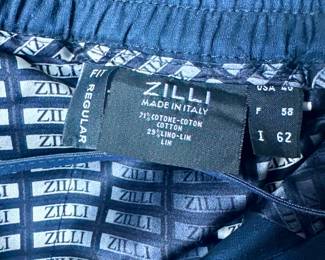 FIT
REGULAR
ZILLI
MADE IN ITALY
71% COTONE-COTON
COTTON
29% LINO-LIN
LIN
USA 46
F 58
I 62
ZILLI
ZILLI
ZILLI
ZILLI
ZILLI
ZILLI